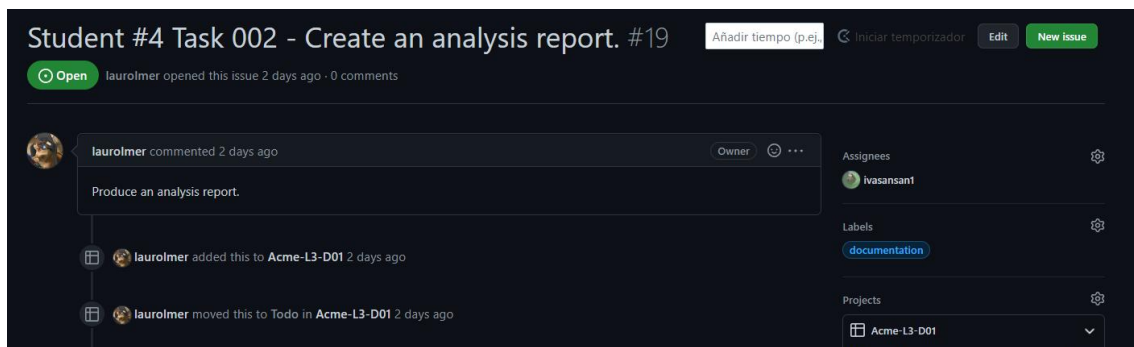 Student #4 Task 002 - Create an analysis report. #19
Añadir tiempo (p.ej.,
Iniciar temporizador
Edit
New issue
Open
laurolmer opened this issue 2 days ago · 0 comments
laurolmer commented 2 days ago
Owner
Produce an analysis report.
laurolmer added this to Acme-L3-D01 2 days ago
laurolmer moved this to Todo in Acme-L3-D01 2 days ago
Assignees
ivasansan1
Labels
documentation
Projects
Acme-L3-D01